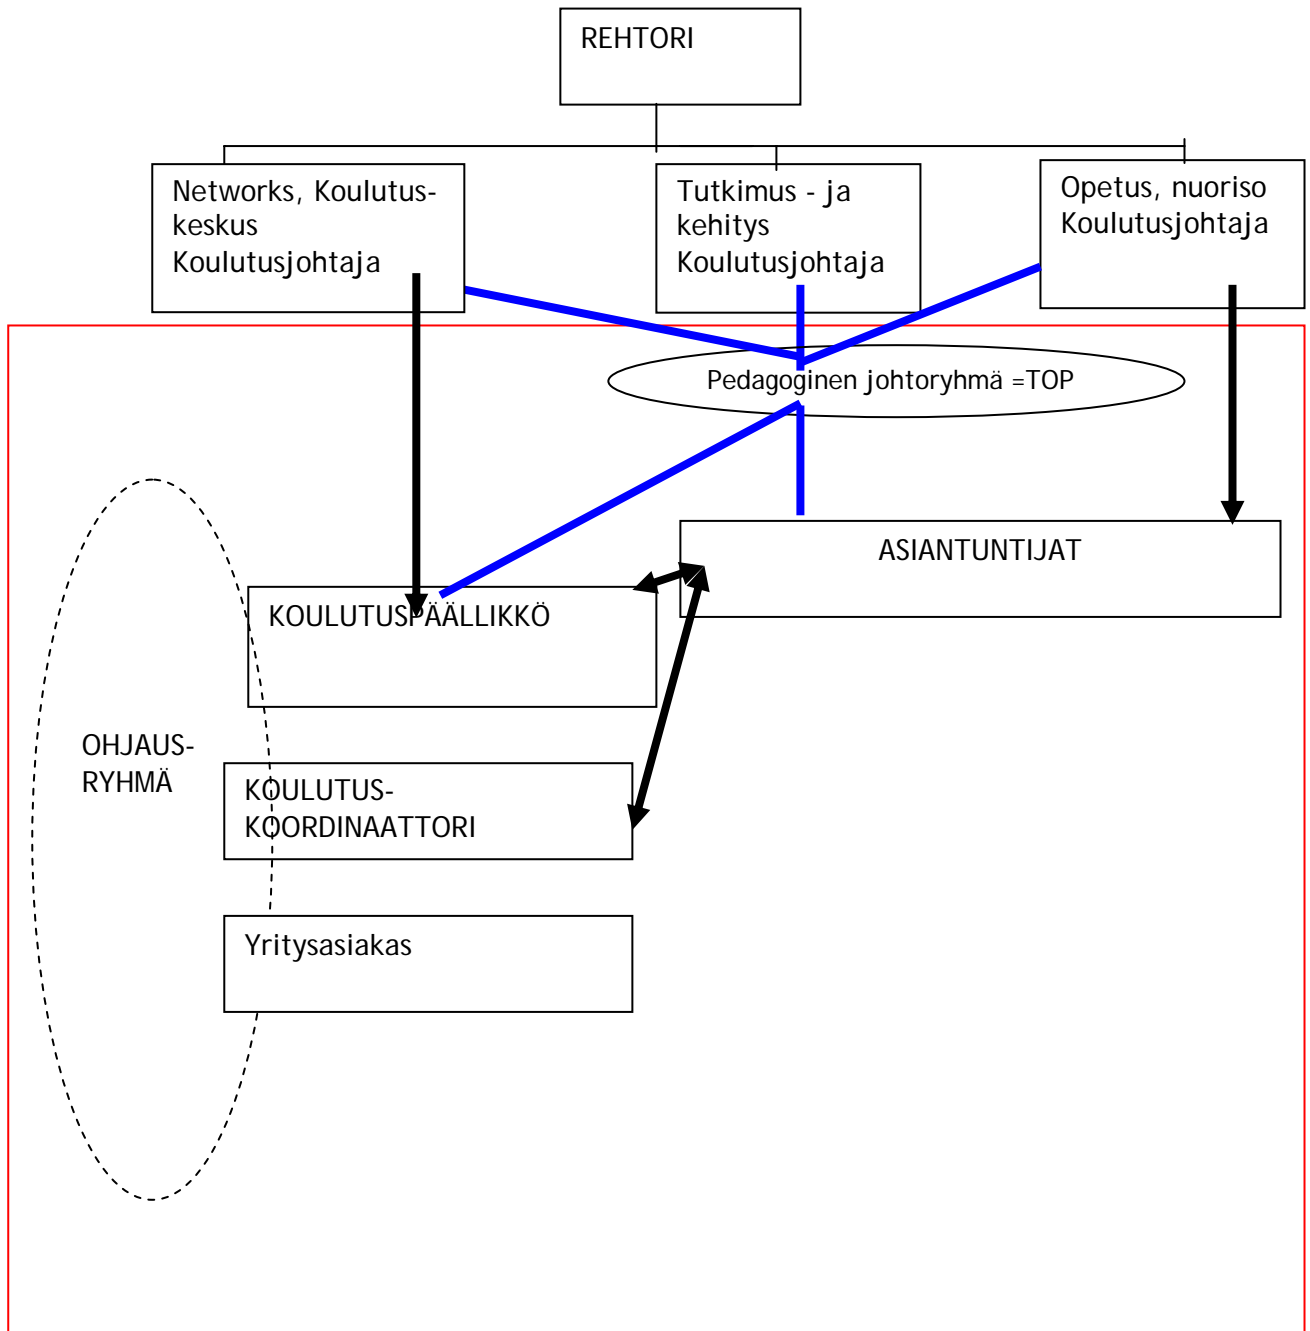 REHTORI
Networks, Koulutus-
keskus
Koulutusjohtaja
Tutkimus - ja
kehitys
Koulutusjohtaja
Opetus, nuoriso
Koulutusjohtaja
Pedagoginen johtoryhmä =TOP
ASIANTUNTIJAT
KOULUTUSPÄÄLLIKKÖ
OHJAUS-
RYHMÄ
KOULUTUS-
KOORDINAATTORI
Yritysasiakas